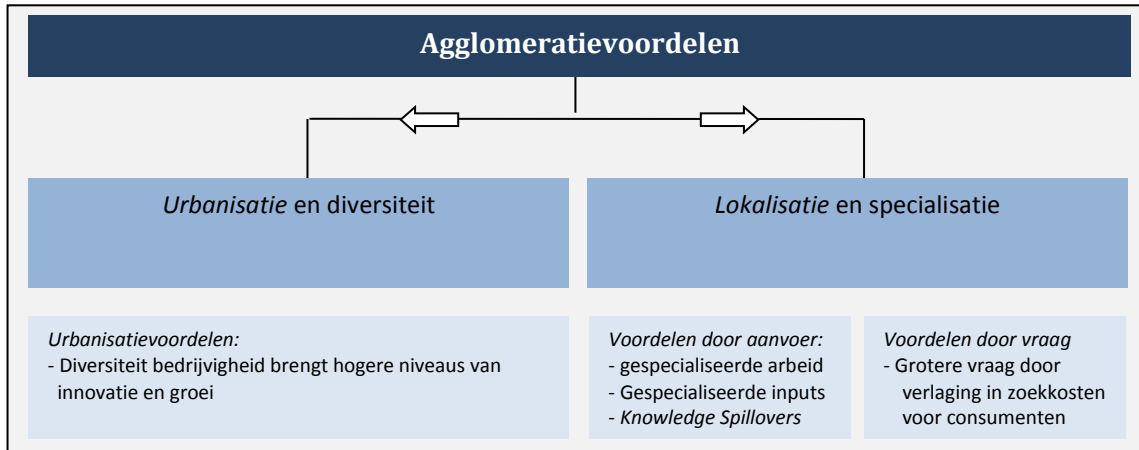 Agglomeratievoordelen
Urbanisatie en diversiteit
Lokalisatie en specialisatie
Urbanisatievoordelen:
- Diversiteit bedrijvigheid brengt hogere niveaus van
innovatie en groei
Voordelen door aanvoer:
- gespecialiseerde arbeid
- Gespecialiseerde inputs
- Knowledge Spillovers
Voordelen door vraag
- Grotere vraag door
verlaging in zoekkosten
voor consumenten